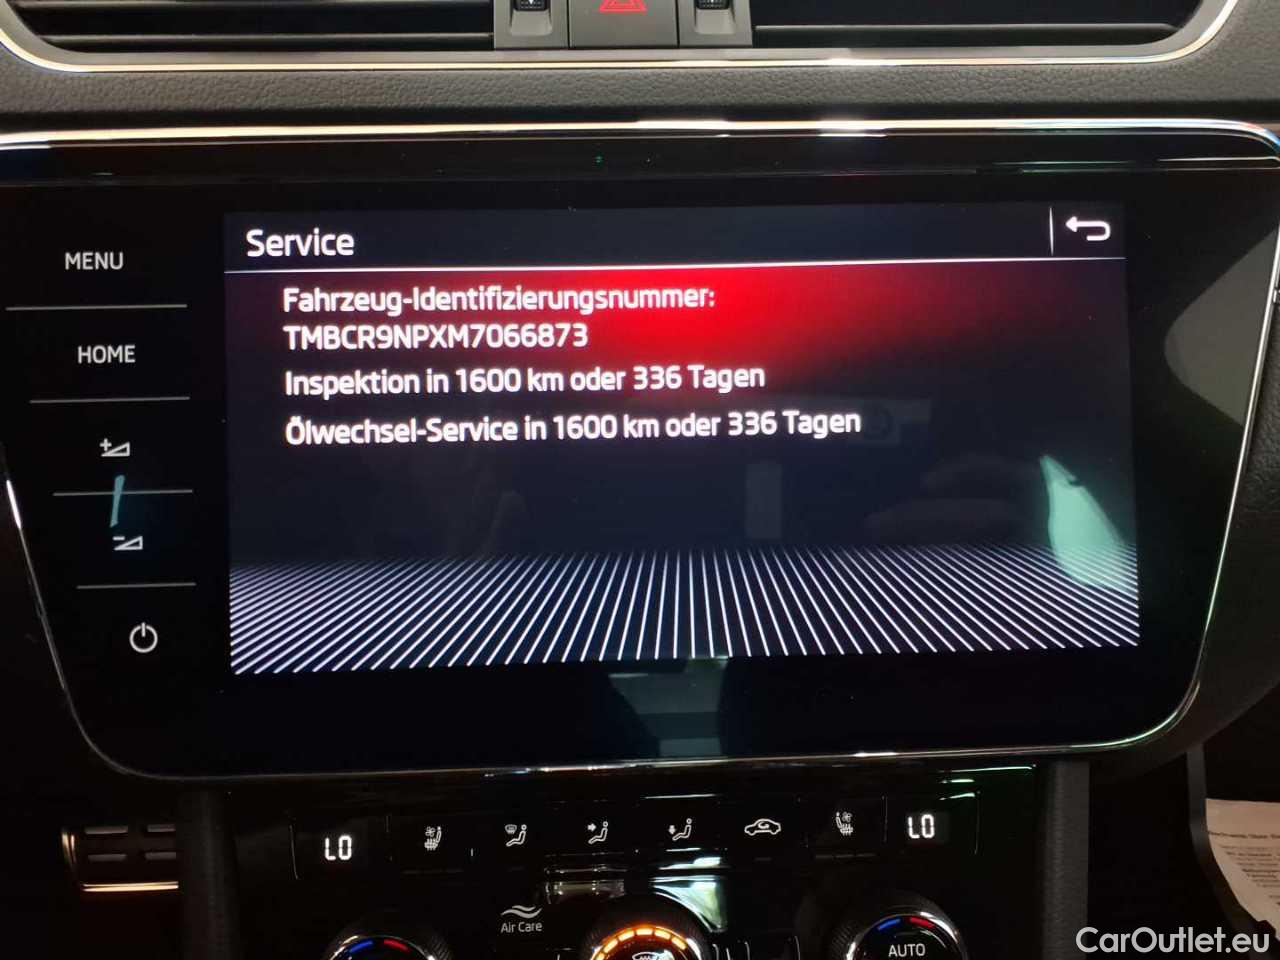 Service
MENU
HOME
Fahrzeug-Identifizierungsnummer:
TMBCR9NPXM7066873
Inspektion in 1600 km oder 336 Tagen
Ölwechsel-Service in 1600 km oder 336 Tagen
LO
LO
Air Care
AUTO
CarOutlet.eu